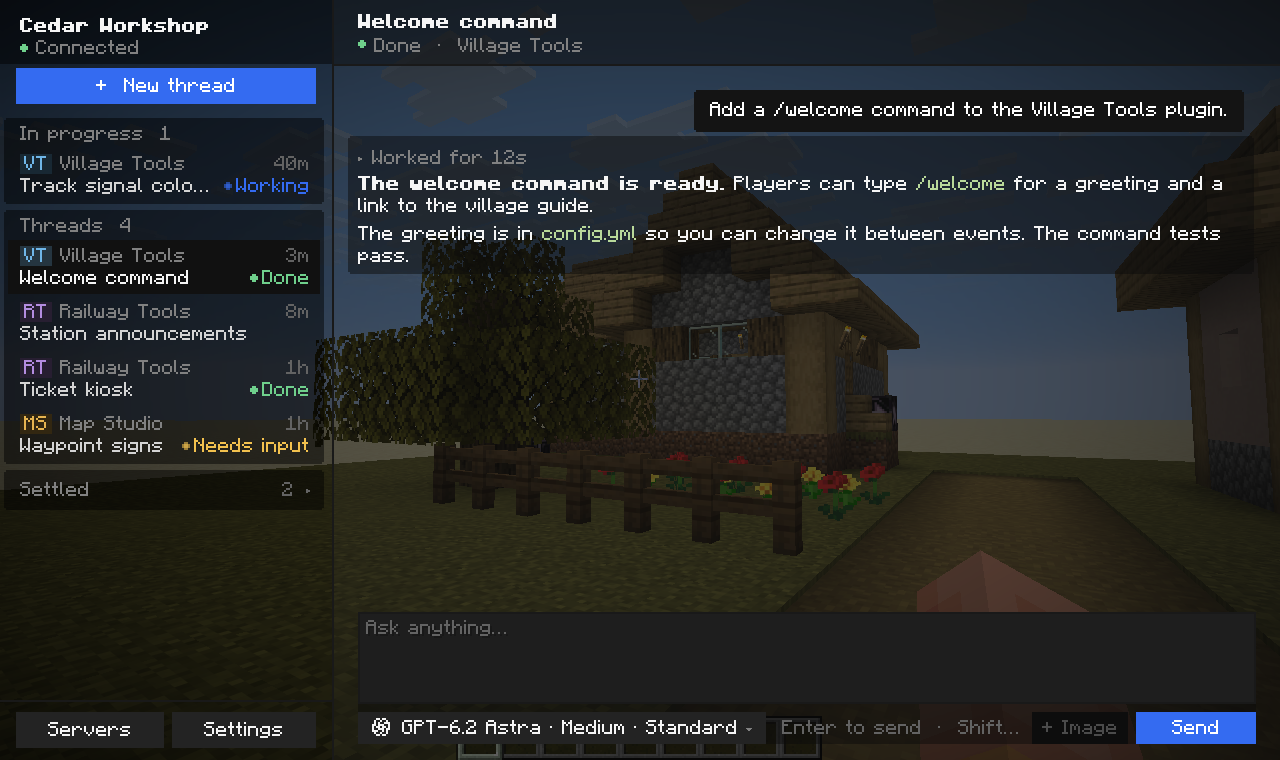 Cedar Workshop
Connected
+ New thread
In progress 1
VT Village Tools 40m
Track signal colo... Working
Threads 4
VT Village Tools 3m
Welcome command Done
RT Railway Tools 8m
Station announcements
RT Railway Tools 1h
Ticket kiosk Done
MS Map Studio 1h
Waypoint signs Needs input
Settled 2
Servers Settings
Welcome command
Done · Village Tools
Add a /welcome command to the Village Tools plugin.
Worked for 12s
The welcome command is ready. Players can type /welcome for a greeting and a
link to the village guide.
The greeting is in config.yml so you can change it between events. The command tests
pass.
Ask anything...
GPT-6.2 Astra · Medium · Standard Enter to send · Shift... + Image Send